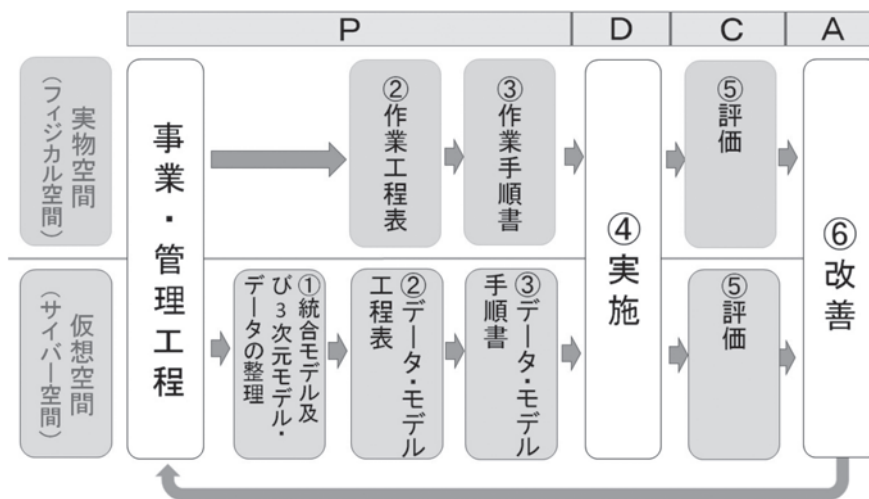 P
D
C
A
実物空間
（フィジカル空間）
事業・管理工程
②作業工程表
③作業手順書
④実施
⑤評価
⑥改善
仮想空間
（サイバー空間）
①統合モデル及
び３次元モデル・
データの整理
②データ・モデル
工程表
③データ・モデル
手順書
⑤評価